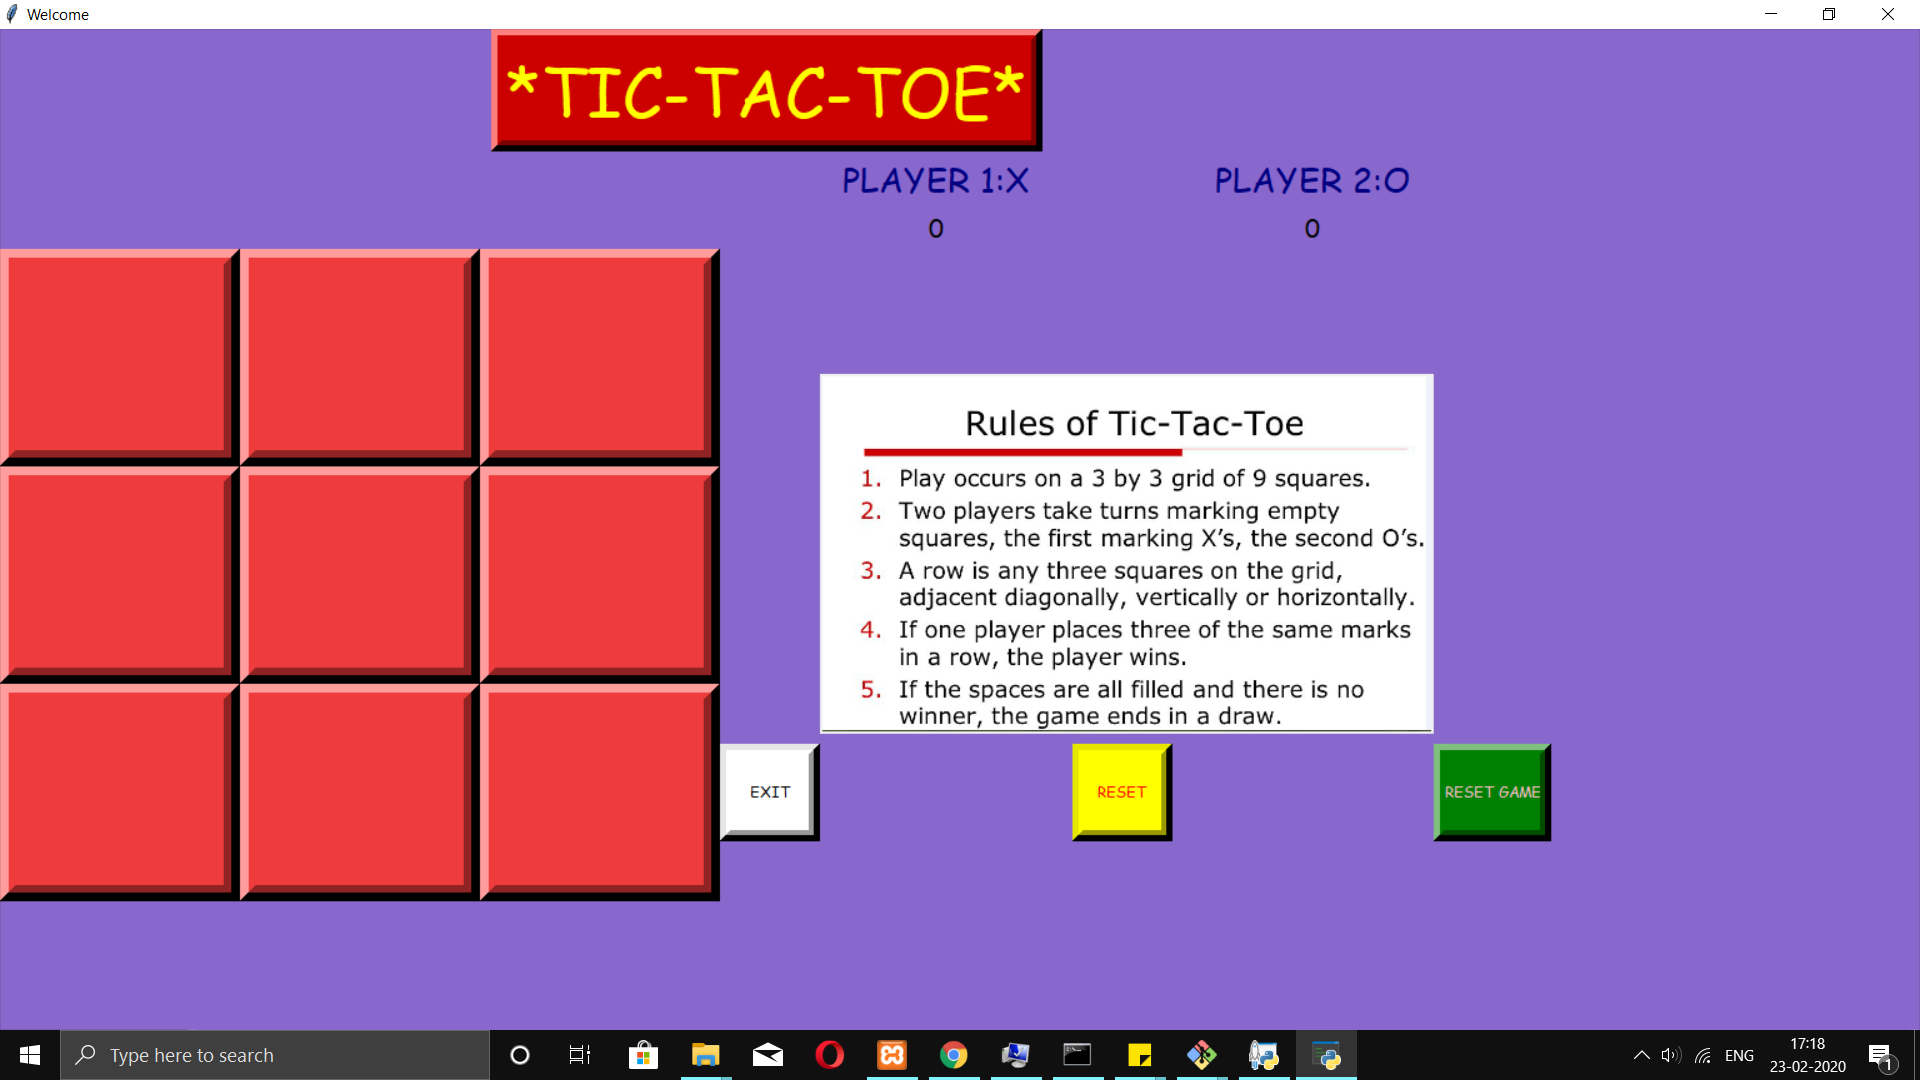 Welcome
*TIC-TAC-TOE*
PLAYER 1:X
PLAYER 2:O
0
0
Rules of Tic-Tac-Toe
1. Play occurs on a 3 by 3 grid of 9 squares.
2. Two players take turns marking empty
squares, the first marking X’s, the second O’s.
3. A row is any three squares on the grid,
adjacent diagonally, vertically or horizontally.
4. If one player places three of the same marks
in a row, the player wins.
5. If the spaces are all filled and there is no
winner, the game ends in a draw.
EXIT
RESET
RESET GAME
Type here to search
ENG
17:18
23-02-2020
1